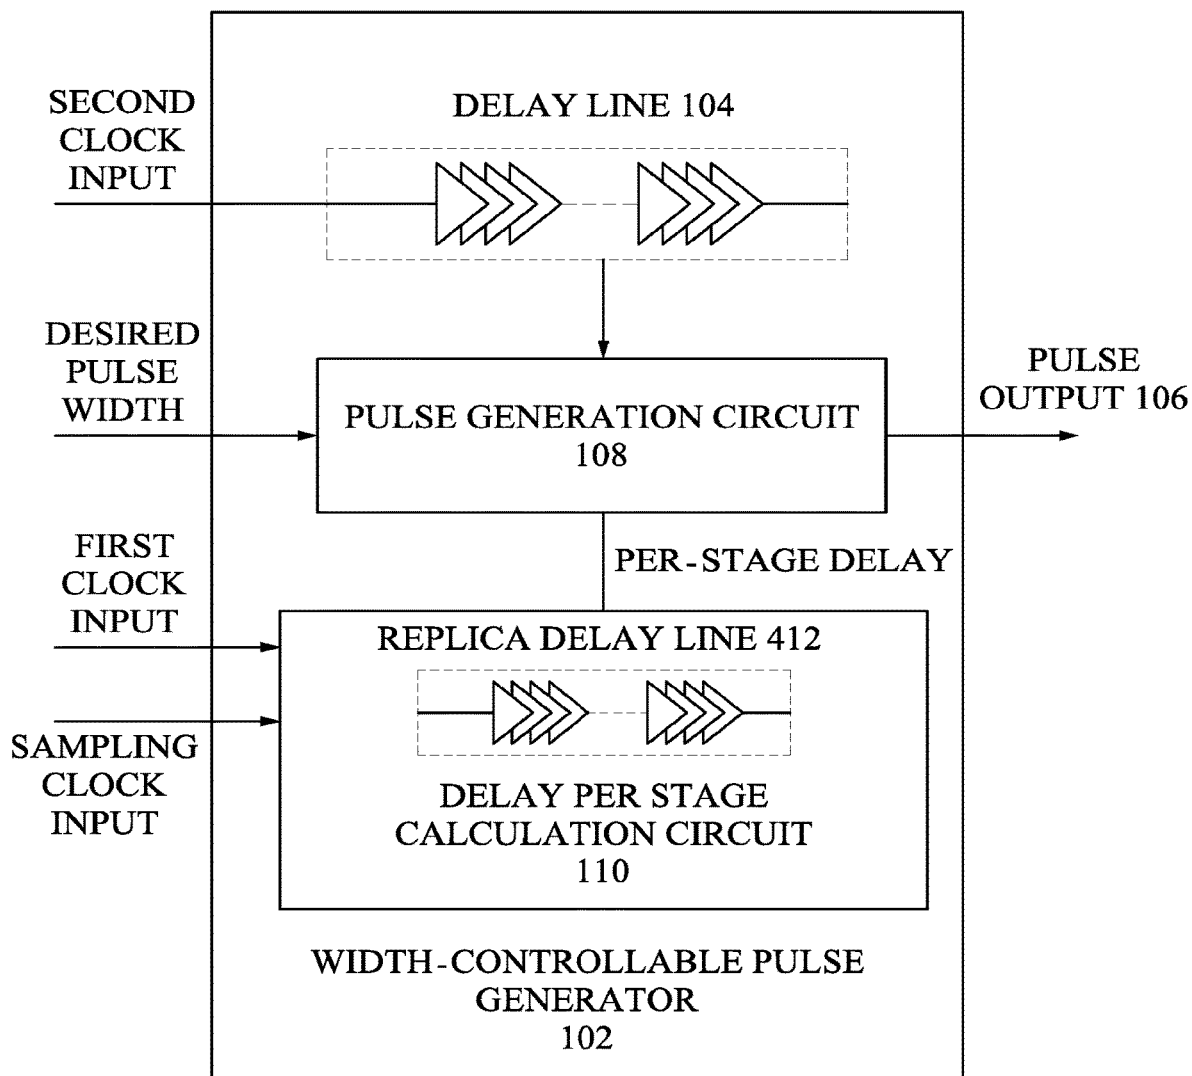 SECOND
CLOCK
INPUT
DELAY LINE 104
DESIRED
PULSE
WIDTH
PULSE GENERATION CIRCUIT
108
PULSE
OUTPUT 106
PER-STAGE DELAY
FIRST
CLOCK
INPUT
REPLICA DELAY LINE 412
SAMPLING
CLOCK
INPUT
DELAY PER STAGE
CALCULATION CIRCUIT
110
WIDTH-CONTROLLABLE PULSE
GENERATOR
102